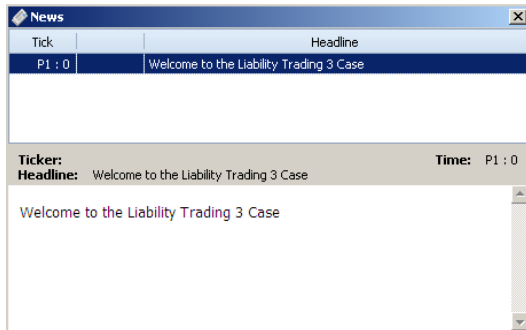 News
Tick Headline
P1 : 0 Welcome to the Liability Trading 3 Case
Ticker: Time: P1 : 0
Headline: Welcome to the Liability Trading 3 Case
Welcome to the Liability Trading 3 Case